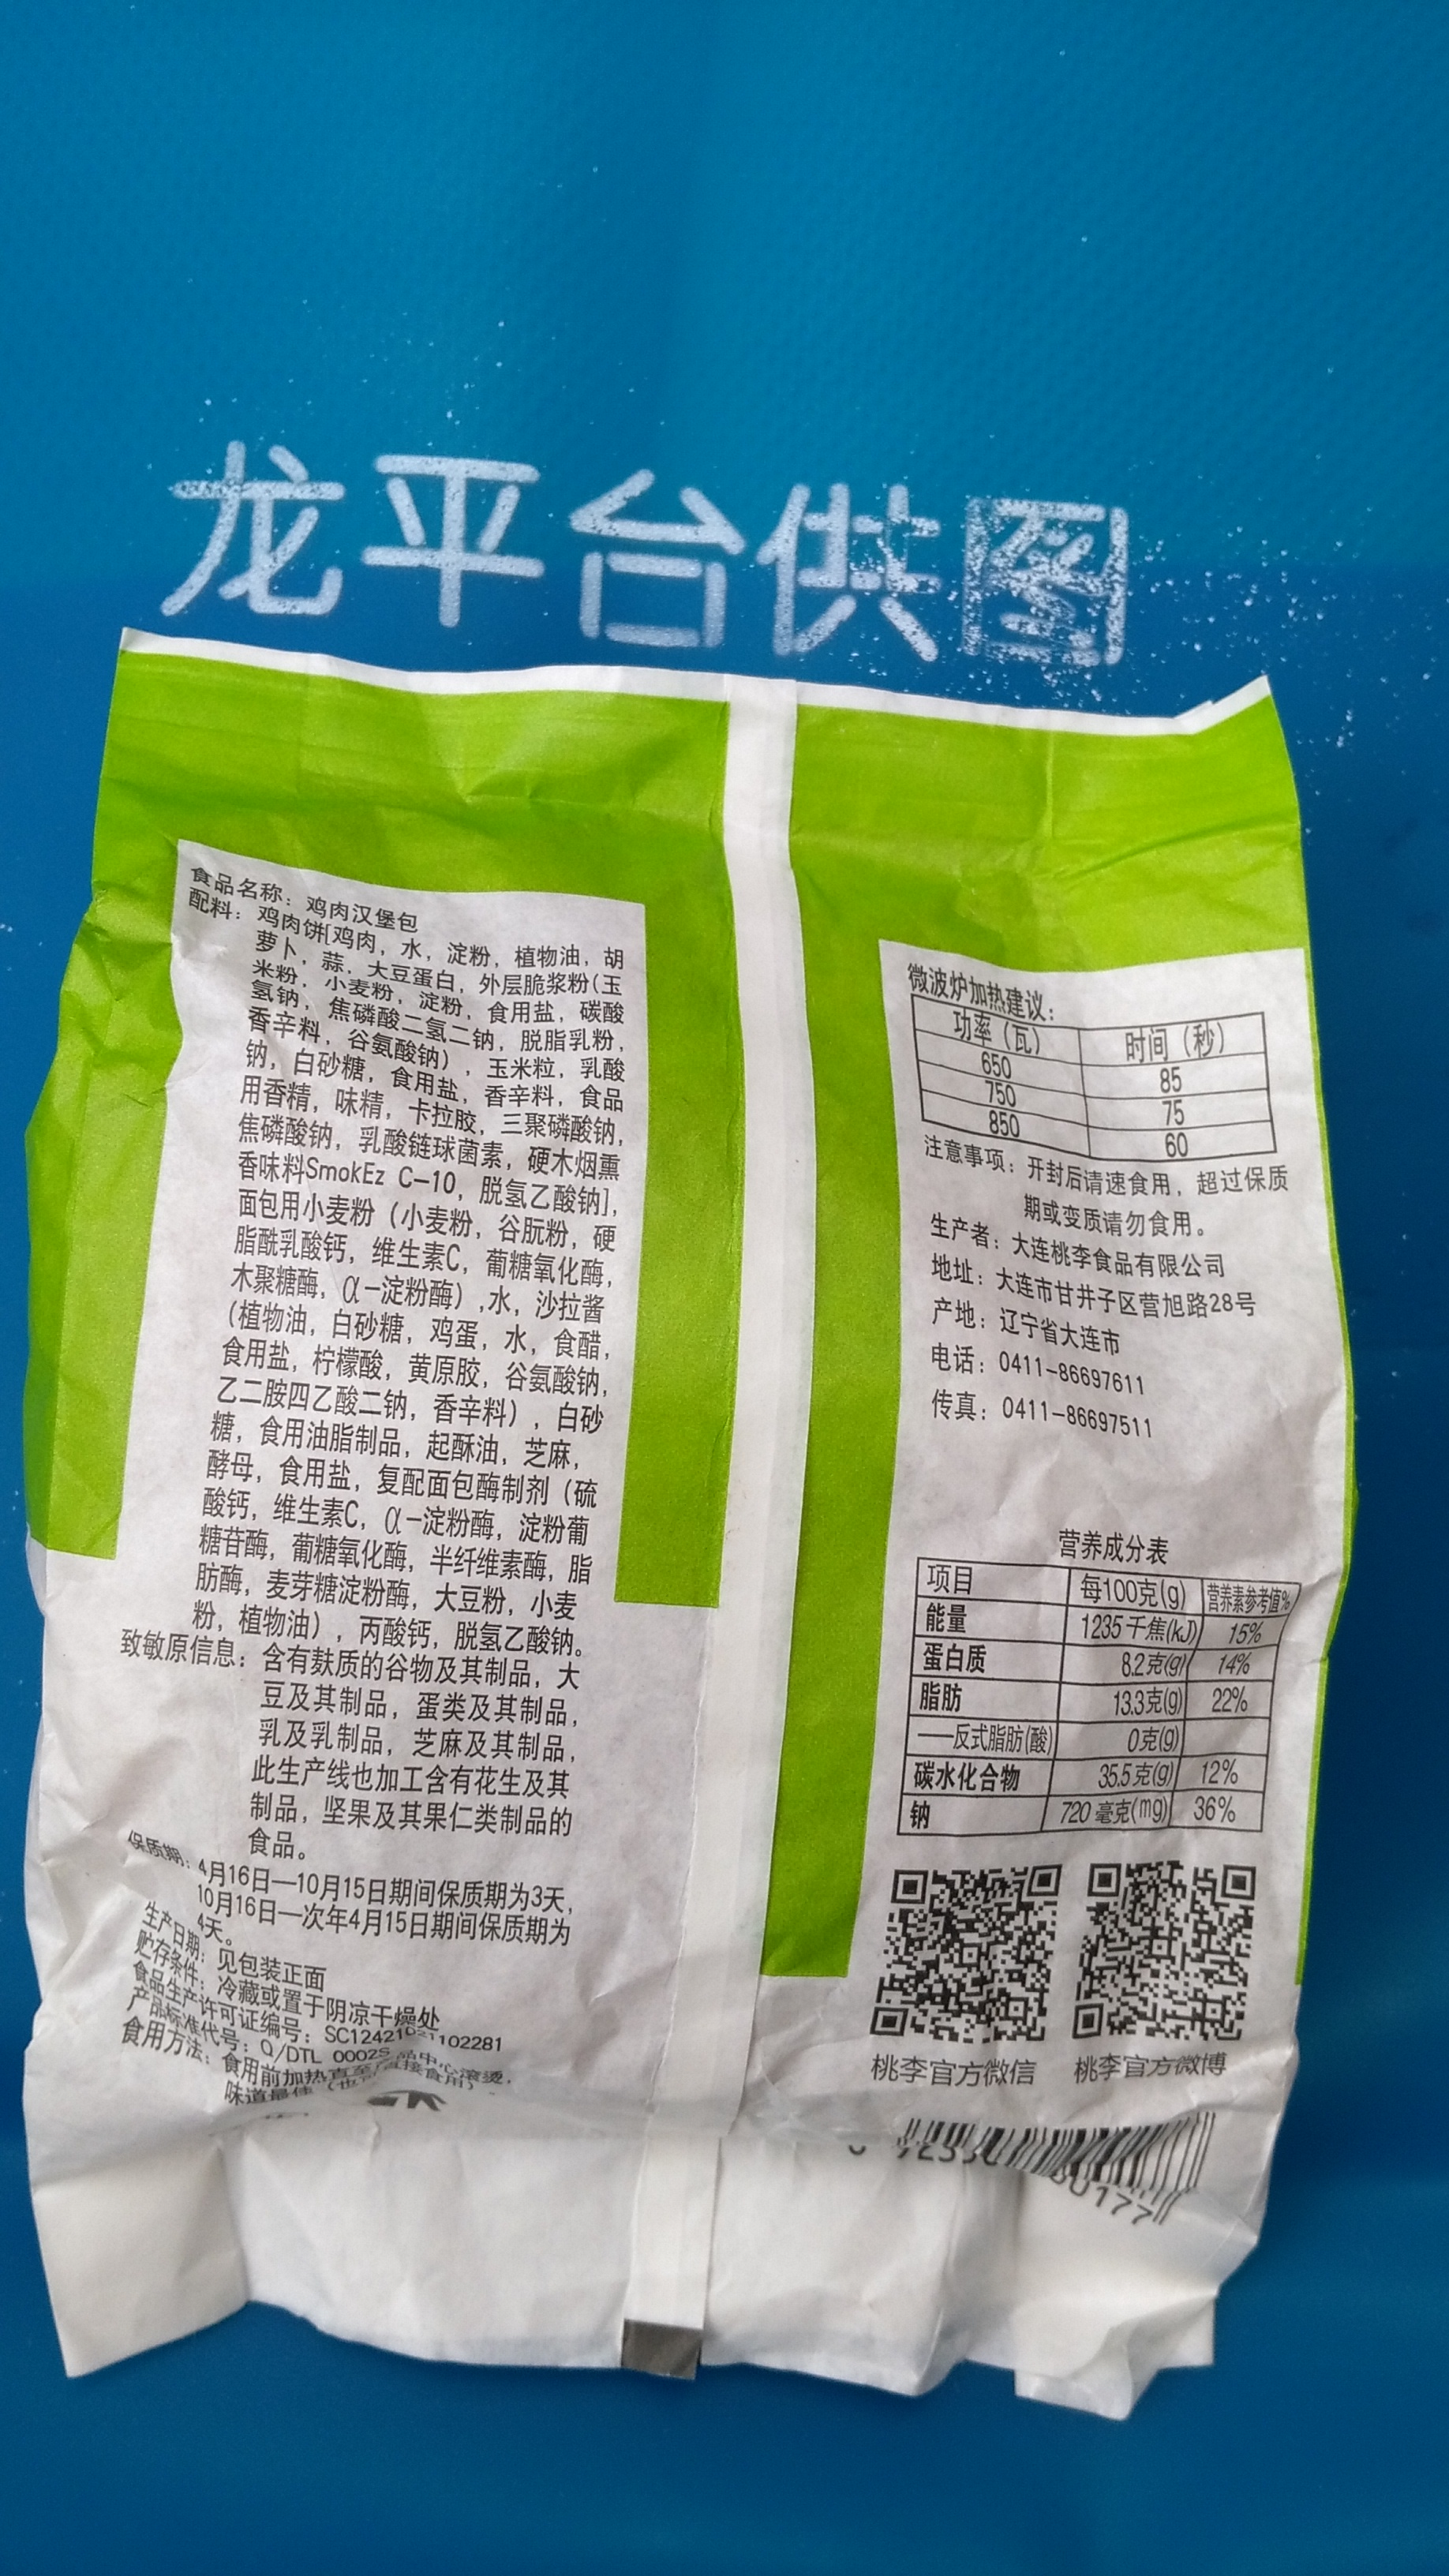 龙平台供图
食品名称：鸡肉汉堡包
配料：鸡肉饼[鸡肉，水，淀粉，植物油，胡
萝卜，蒜，大豆蛋白，外层脆浆粉(玉
米粉，小麦粉，淀粉，食用盐，碳酸
氢钠，焦磷酸二氢二钠，脱脂乳粉，
香辛料，谷氨酸钠)，玉米粒，乳酸
钠，白砂糖，食用盐，香辛料，食品
用香精，味精，卡拉胶，三聚磷酸钠，
焦磷酸钠，乳酸链球菌素，硬木烟熏
香味料SmokEz C-10，脱氢乙酸钠]，
面包用小麦粉（小麦粉，谷朊粉，硬
脂酰乳酸钙，维生素C，葡糖氧化酶，
木聚糖酶，α-淀粉酶）,水，沙拉酱
(植物油，白砂糖，鸡蛋，水，食醋，
食用盐，柠檬酸，黄原胶，谷氨酸钠，
乙二胺四乙酸二钠，香辛料)，白砂
糖，食用油脂制品，起酥油，芝麻，
酵母，食用盐，复配面包酶制剂（硫
酸钙，维生素C，α-淀粉酶，淀粉葡
糖苷酶，葡糖氧化酶，半纤维素酶，脂
肪酶，麦芽糖淀粉酶，大豆粉，小麦
粉，植物油），丙酸钙，脱氢乙酸钠。
致敏原信息：含有麸质的谷物及其制品，大
豆及其制品，蛋类及其制品，
乳及乳制品，芝麻及其制品，
此生产线也加工含有花生及其
制品，坚果及其果仁类制品的
食品。
保质期：4月16日—10月15日期间保质期为3天，
10月16日—次年4月15日期间保质期为
4天。
生产日期：见包装正面
贮存条件：冷藏或置于阴凉干燥处
食品生产许可证编号：SC12421021102281
产品标准代号：Q/DTL 0002S
食用方法：食用前加热直至产品中心滚烫，
味道最佳（也可直接食用）。
微波炉加热建议：
功率（瓦） 时间（秒）
650 85
750 75
850 60
注意事项：开封后请速食用，超过保质
期或变质请勿食用。
生产者：大连桃李食品有限公司
地址：大连市甘井子区营旭路28号
产地：辽宁省大连市
电话：0411-86697611
传真：0411-86697511
营养成分表
项目 每100克(g) 营养素参考值%
能量 1235千焦(kJ) 15%
蛋白质 8.2克(g) 14%
脂肪 13.3克(g) 22%
——反式脂肪(酸) 0克(g)
碳水化合物 35.5克(g) 12%
钠 720毫克(mg) 36%
桃李官方微信 桃李官方微博